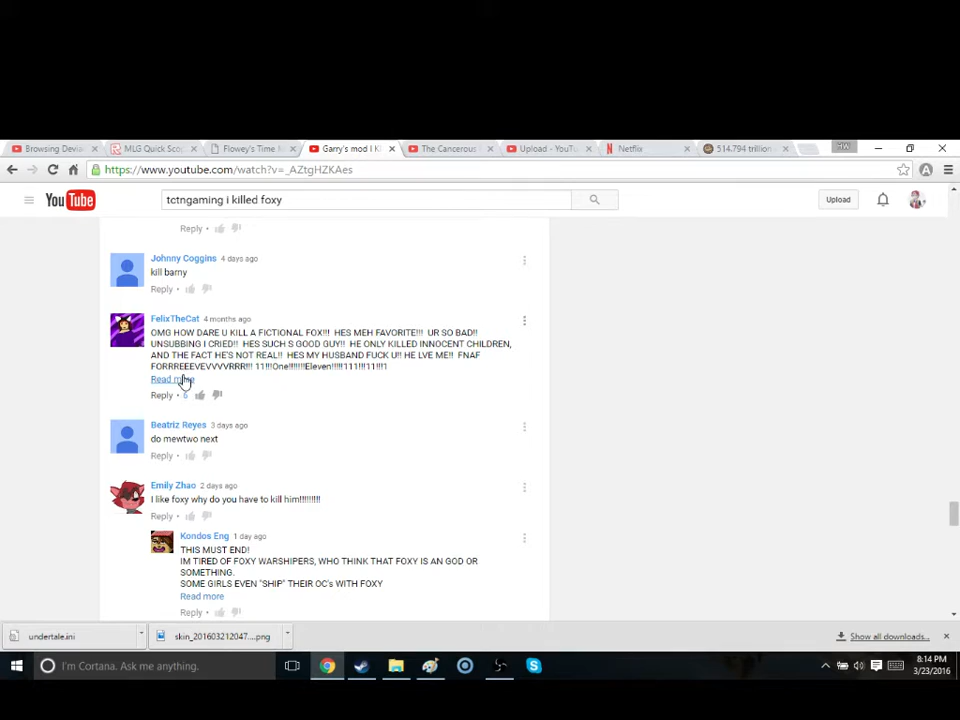 Browsing Devia
MLG Quick Sco
Flowey's Time
Garry's mod I K
The Cancerous
Upload - YouTu
Netflix
514.794 trillion
MW
https://www.youtube.com/watch?v=_AZtgHZKAes
YouTube
tctngaming i killed foxy
Upload
Reply
Johnny Coggins 4 days ago
kill barny
Reply
FelixTheCat 4 months ago
OMG HOW DARE U KILL A FICTIONAL FOX!!! HES MEH FAVORITE!!! UR SO BAD!!
UNSUBBING I CRIED!! HES SUCH S GOOD GUY!! HE ONLY KILLED INNOCENT CHILDREN,
AND THE FACT HE'S NOT REAL!! HES MY HUSBAND FUCK U!! HE LVE ME!! FNAF
FORRREEEVEVVVVRRR!!! 11!!!One!!!!!!!Eleven!!!!!111!!!11!!!1
Read more
Reply • 6
Beatriz Reyes 3 days ago
do mewtwo next
Reply
Emily Zhao 2 days ago
I like foxy why do you have to kill him!!!!!!!!!
Reply
Kondos Eng 1 day ago
THIS MUST END!
IM TIRED OF FOXY WARSHIPERS, WHO THINK THAT FOXY IS AN GOD OR
SOMETHING.
SOME GIRLS EVEN "SHIP" THEIR OC's WITH FOXY
Read more
Reply
undertale.ini
skin_201603212047....png
Show all downloads...
I'm Cortana. Ask me anything.
8:14 PM
3/23/2016